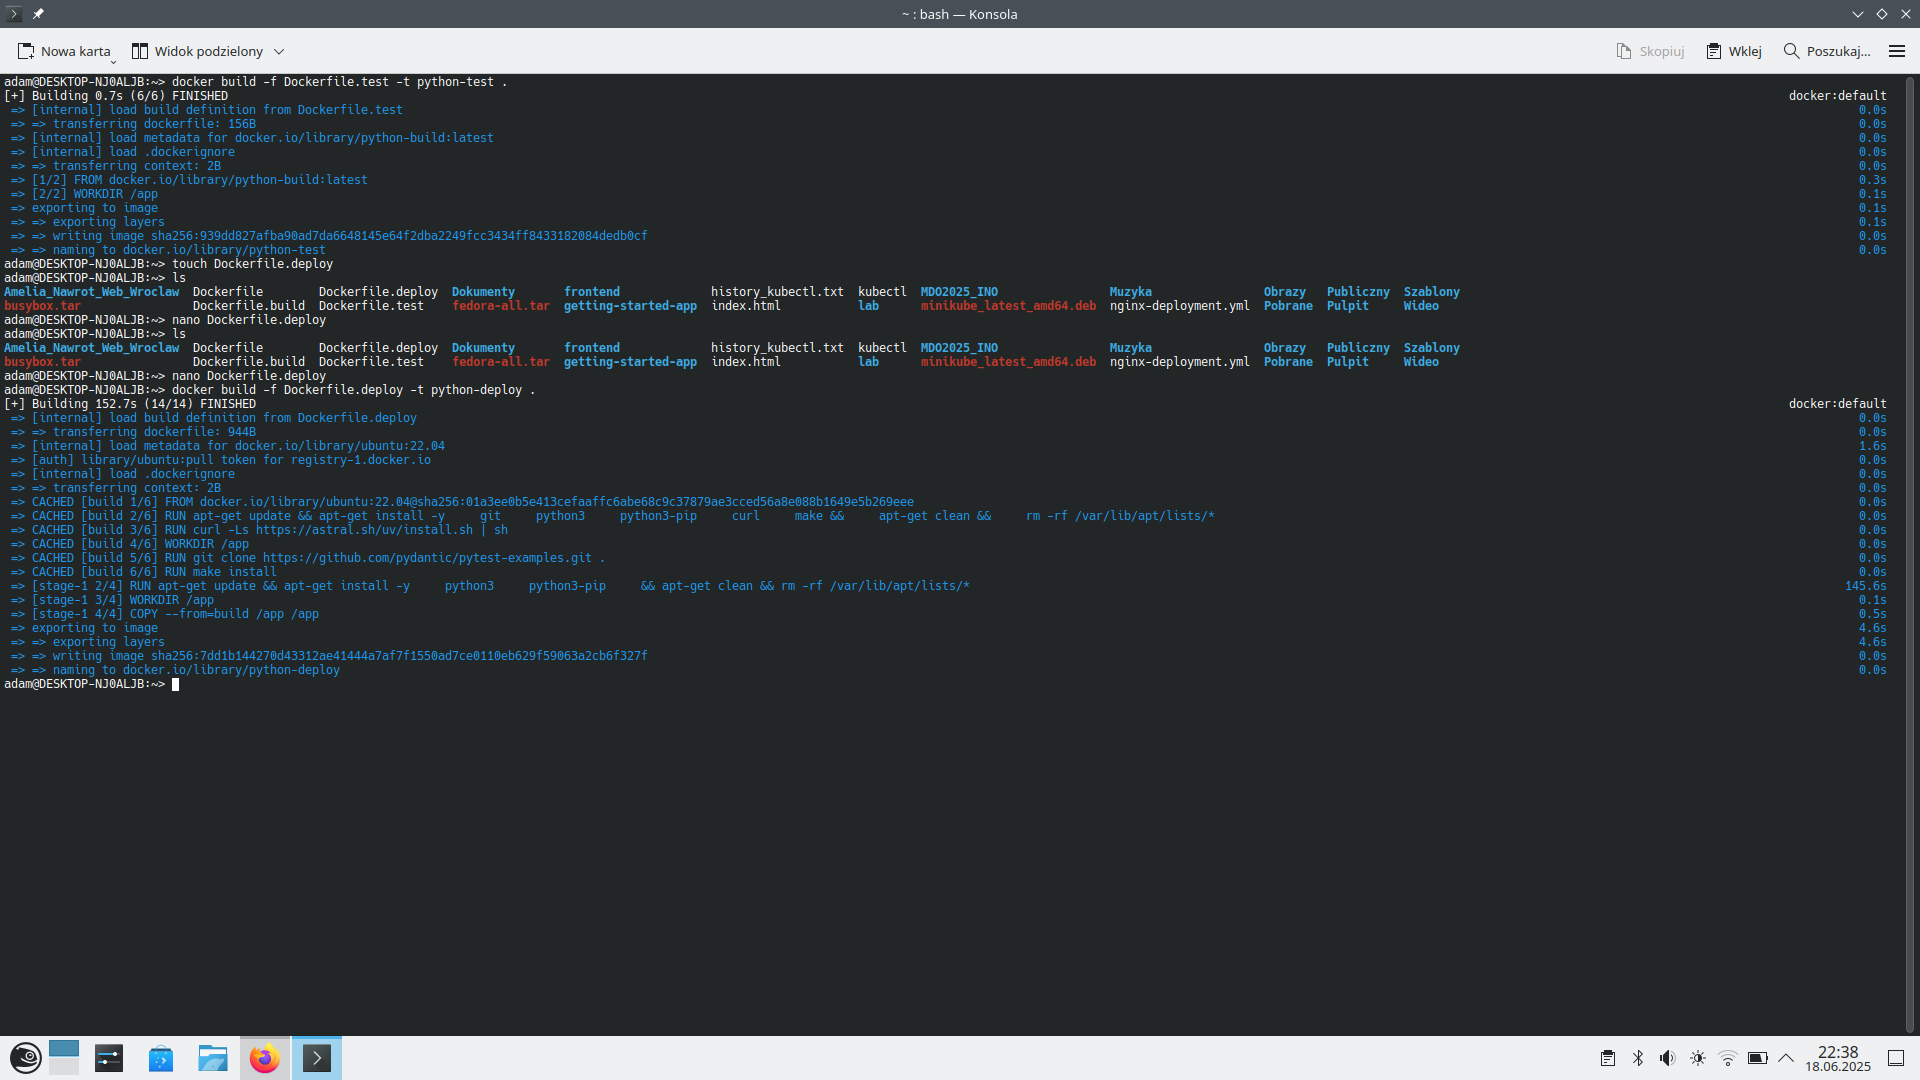 ~ : bash — Konsola
Nowa karta Widok podzielony Skopiuj Wklej Poszukaj...
adam@DESKTOP-NJ0ALJB:~> docker build -f Dockerfile.test -t python-test .
[+] Building 0.7s (6/6) FINISHED docker:default
=> [internal] load build definition from Dockerfile.test 0.0s
=> => transferring dockerfile: 156B 0.0s
=> [internal] load metadata for docker.io/library/python-build:latest 0.0s
=> [internal] load .dockerignore 0.0s
=> => transferring context: 2B 0.0s
=> [1/2] FROM docker.io/library/python-build:latest 0.3s
=> [2/2] WORKDIR /app 0.1s
=> exporting to image 0.1s
=> => exporting layers 0.1s
=> => writing image sha256:939dd827afba90ad7da6648145e64f2dba2249fcc3434ff8433182084dedb0cf 0.0s
=> => naming to docker.io/library/python-test 0.0s
adam@DESKTOP-NJ0ALJB:~> touch Dockerfile.deploy
adam@DESKTOP-NJ0ALJB:~> ls
Amelia_Nawrot_Web_Wroclaw Dockerfile Dockerfile.deploy Dokumenty frontend history_kubectl.txt kubectl MDO2025_INO Muzyka Obrazy Publiczny Szablony
busybox.tar Dockerfile.build Dockerfile.test fedora-all.tar getting-started-app index.html lab minikube_latest_amd64.deb nginx-deployment.yml Pobrane Pulpit Wideo
adam@DESKTOP-NJ0ALJB:~> nano Dockerfile.deploy
adam@DESKTOP-NJ0ALJB:~> ls
Amelia_Nawrot_Web_Wroclaw Dockerfile Dockerfile.deploy Dokumenty frontend history_kubectl.txt kubectl MDO2025_INO Muzyka Obrazy Publiczny Szablony
busybox.tar Dockerfile.build Dockerfile.test fedora-all.tar getting-started-app index.html lab minikube_latest_amd64.deb nginx-deployment.yml Pobrane Pulpit Wideo
adam@DESKTOP-NJ0ALJB:~> nano Dockerfile.deploy
adam@DESKTOP-NJ0ALJB:~> docker build -f Dockerfile.deploy -t python-deploy .
[+] Building 152.7s (14/14) FINISHED docker:default
=> [internal] load build definition from Dockerfile.deploy 0.0s
=> => transferring dockerfile: 944B 0.0s
=> [internal] load metadata for docker.io/library/ubuntu:22.04 1.6s
=> [auth] library/ubuntu:pull token for registry-1.docker.io 0.0s
=> [internal] load .dockerignore 0.0s
=> => transferring context: 2B 0.0s
=> CACHED [build 1/6] FROM docker.io/library/ubuntu:22.04@sha256:01a3ee0b5e413cefaaffc6abe68c9c37879ae3cced56a8e088b1649e5b269eee 0.0s
=> CACHED [build 2/6] RUN apt-get update && apt-get install -y git python3 python3-pip curl make && apt-get clean && rm -rf /var/lib/apt/lists/* 0.0s
=> CACHED [build 3/6] RUN curl -Ls https://astral.sh/uv/install.sh | sh 0.0s
=> CACHED [build 4/6] WORKDIR /app 0.0s
=> CACHED [build 5/6] RUN git clone https://github.com/pydantic/pytest-examples.git . 0.0s
=> CACHED [build 6/6] RUN make install 0.0s
=> [stage-1 2/4] RUN apt-get update && apt-get install -y python3 python3-pip && apt-get clean && rm -rf /var/lib/apt/lists/* 145.6s
=> [stage-1 3/4] WORKDIR /app 0.1s
=> [stage-1 4/4] COPY --from=build /app /app 0.5s
=> exporting to image 4.6s
=> => exporting layers 4.6s
=> => writing image sha256:7dd1b144270d43312ae41444a7af7f1550ad7ce0110eb629f59063a2cb6f327f 0.0s
=> => naming to docker.io/library/python-deploy 0.0s
adam@DESKTOP-NJ0ALJB:~>
22:38
18.06.2025